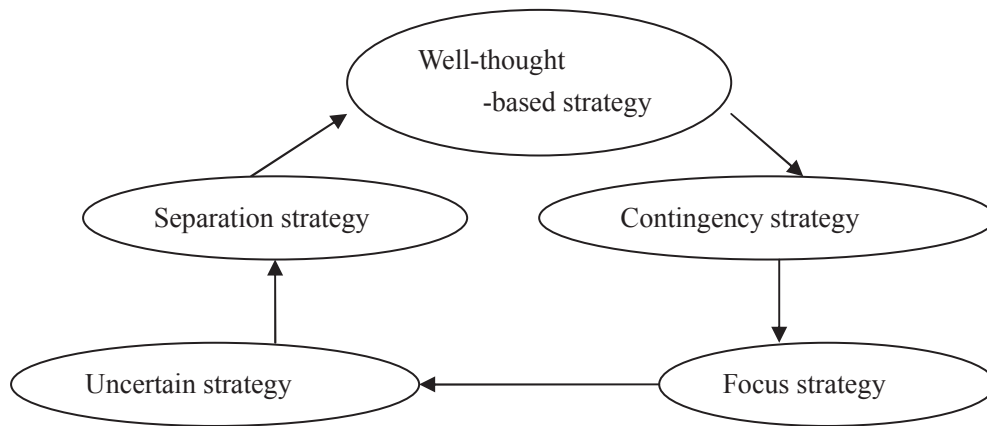 Well-thought
-based strategy
Separation strategy
Contingency strategy
Uncertain strategy
Focus strategy